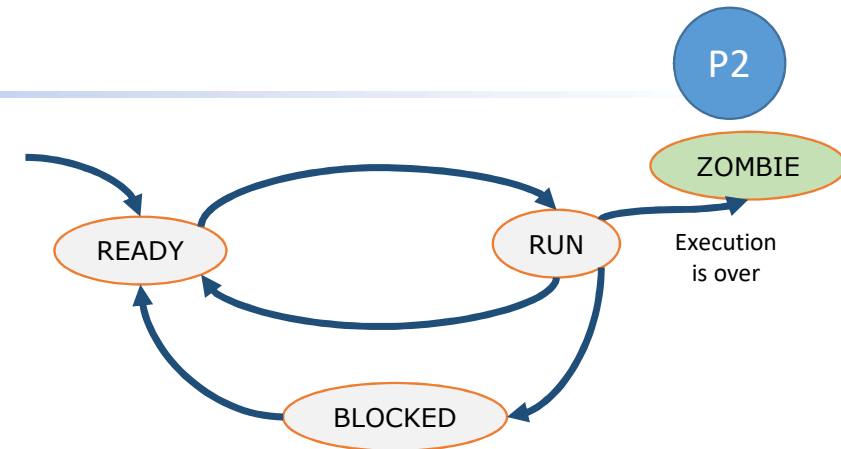 P2
ZOMBIE
READY
RUN
Execution
is over
BLOCKED